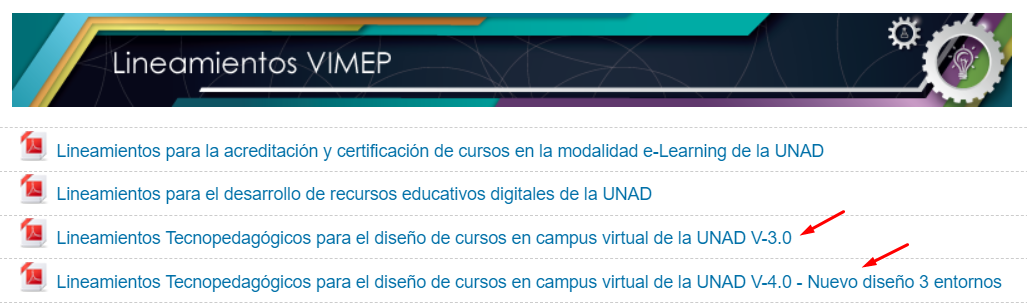 Lineamientos VIMEP
Lineamientos para la acreditación y certificación de cursos en la modalidad e-Learning de la UNAD
Lineamientos para el desarrollo de recursos educativos digitales de la UNAD
Lineamientos Tecnopedagógicos para el diseño de cursos en campus virtual de la UNAD V-3.0
Lineamientos Tecnopedagógicos para el diseño de cursos en campus virtual de la UNAD V-4.0 - Nuevo diseño 3 entornos